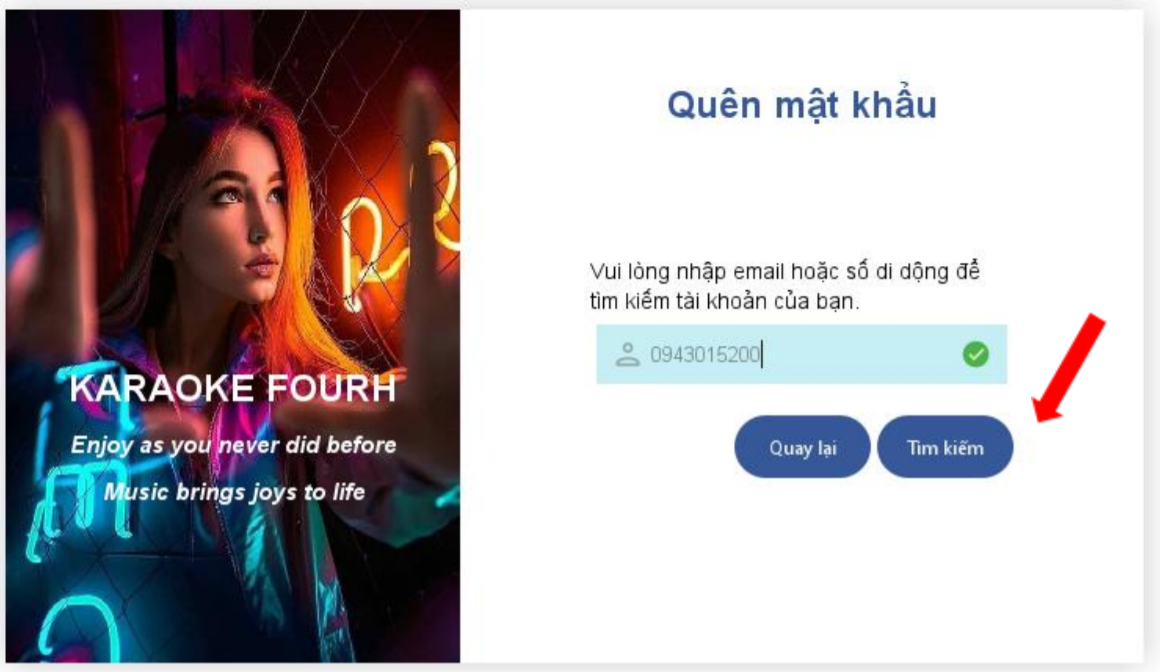 Quên mật khẩu
Vui lòng nhập email hoặc số di dộng để
tìm kiếm tài khoản của bạn.
0943015200
Quay lại Tìm kiếm
KARAOKE FOURH
Enjoy as you never did before
Music brings joys to life